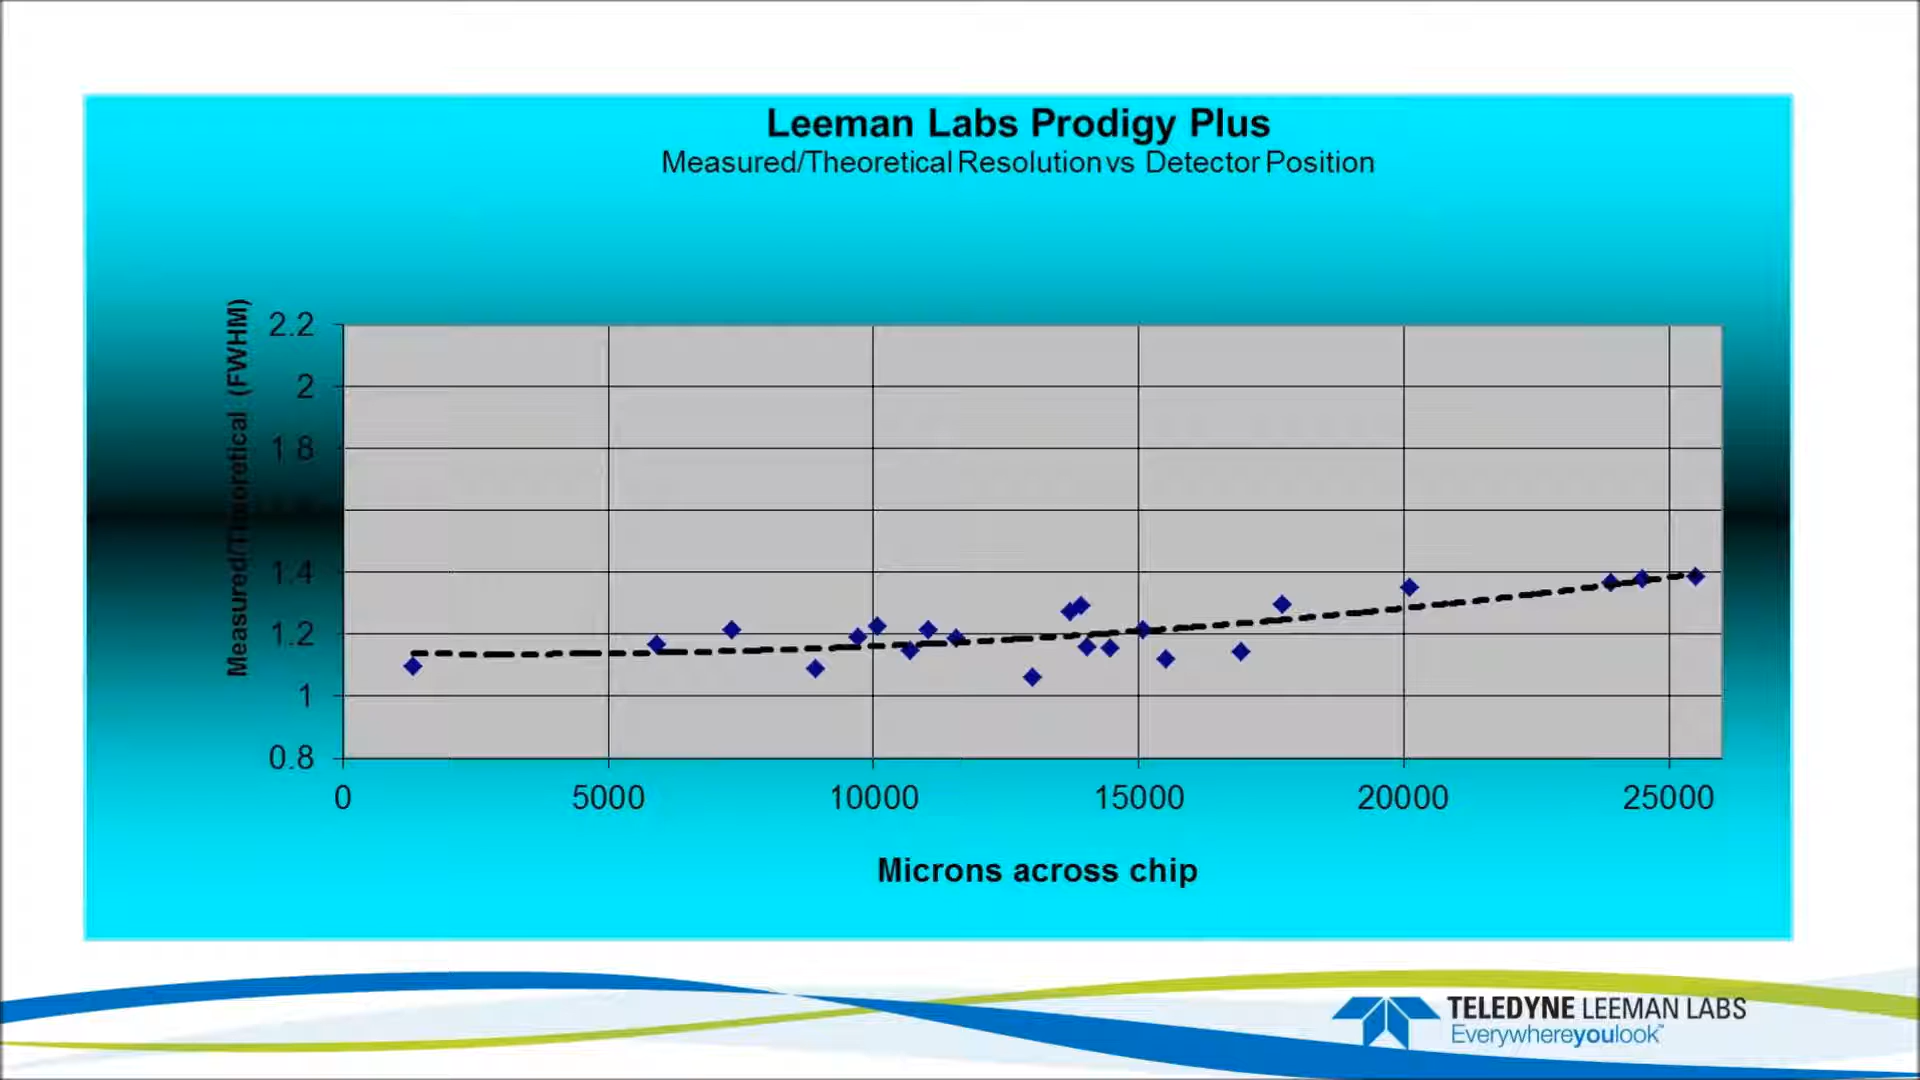 Leeman Labs Prodigy Plus
Measured/Theoretical Resolution vs Detector Position
Measured/Theoretical (FWHM)
2.2
2
1.8
1.4
1.2
1
0.8
0 5000 10000 15000 20000 25000
Microns across chip
TELEDYNE LEEMAN LABS
Everywhereyoulook™